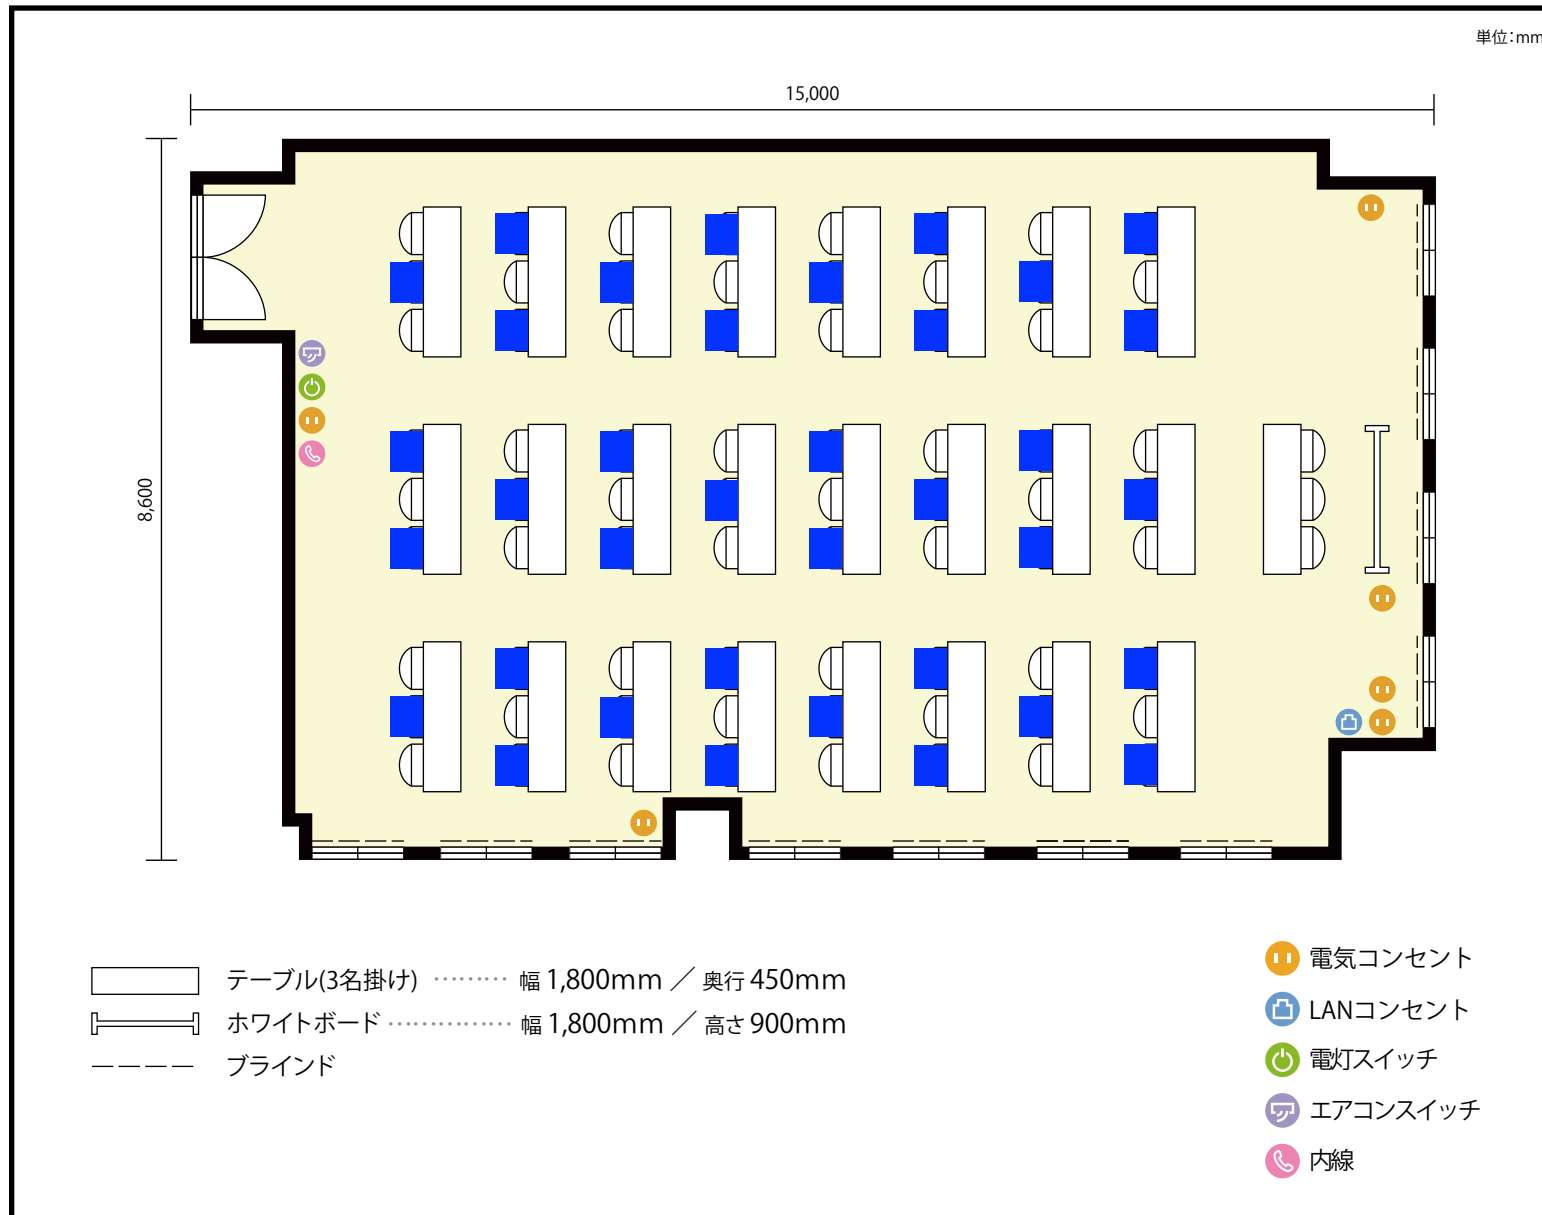 単位：mm
15,000
8,600
テーブル(3名掛け) ……… 幅 1,800mm ／ 奥行 450mm
ホワイトボード …………… 幅 1,800mm ／ 高さ 900mm
ブラインド
電気コンセント
LANコンセント
電灯スイッチ
エアコンスイッチ
内線